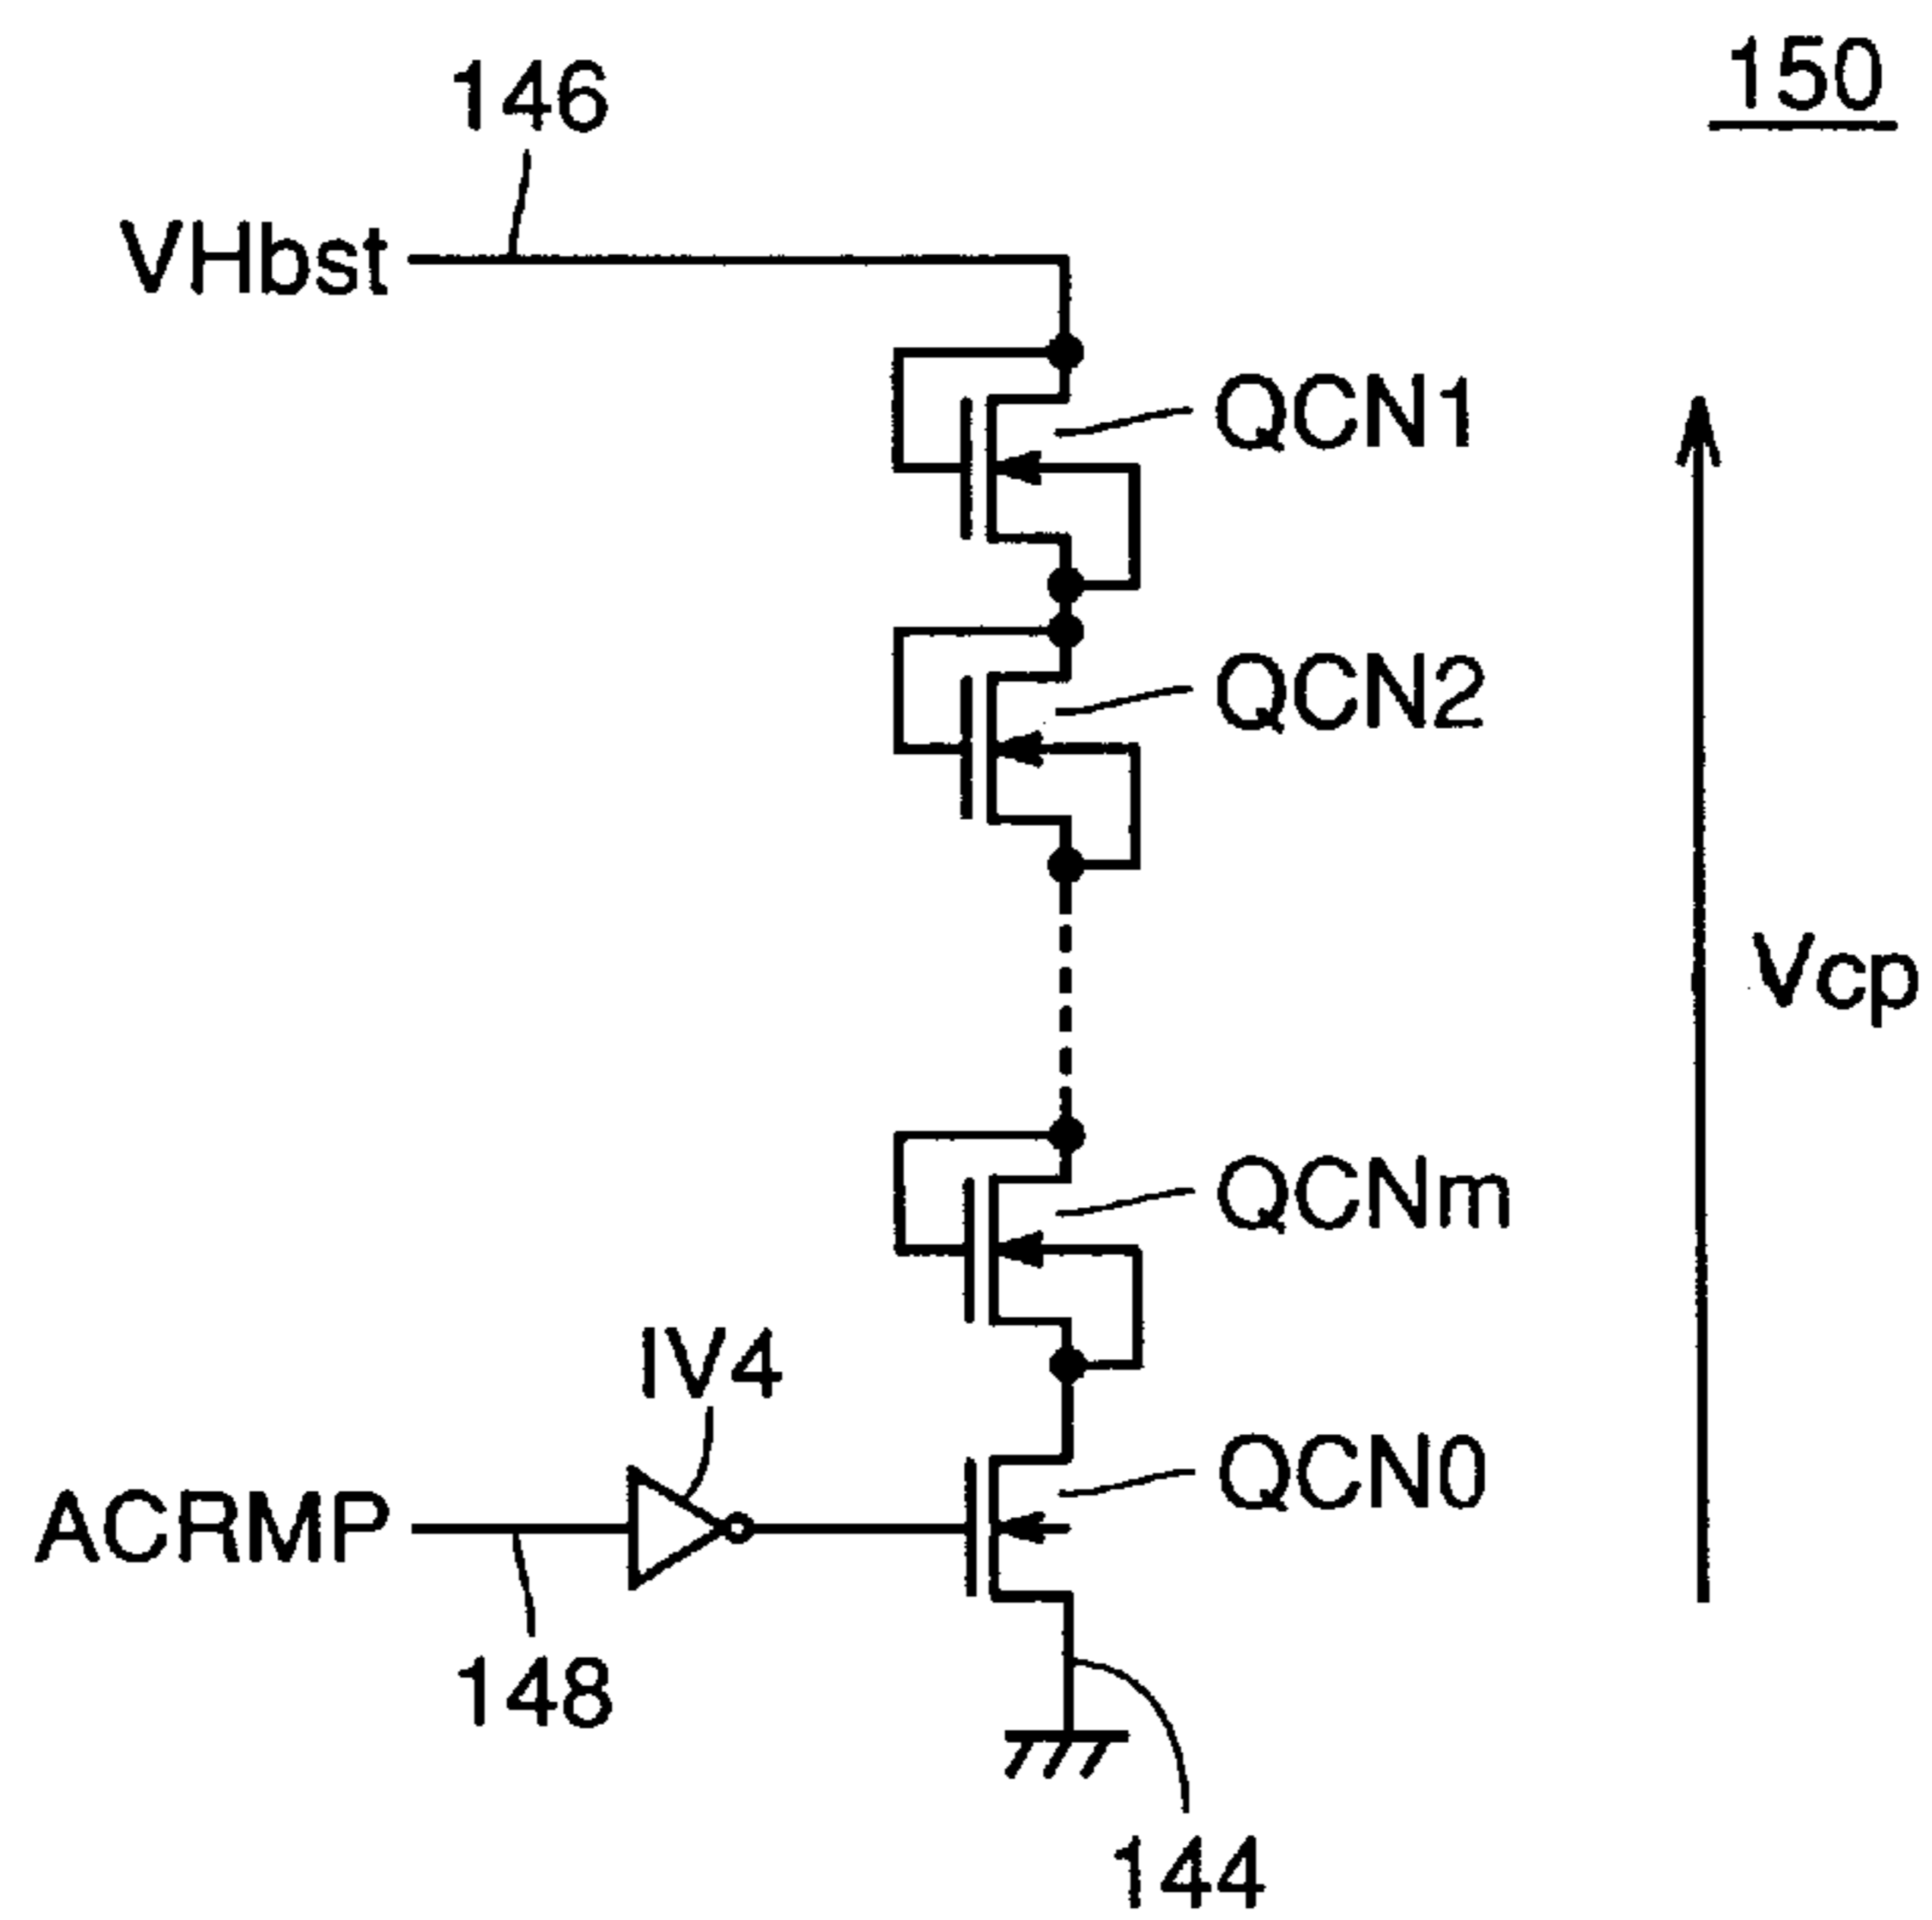 150
146
VHbst
QCN1
QCN2
Vcp
QCNm
IV4
QCN0
ACRMP
148
144